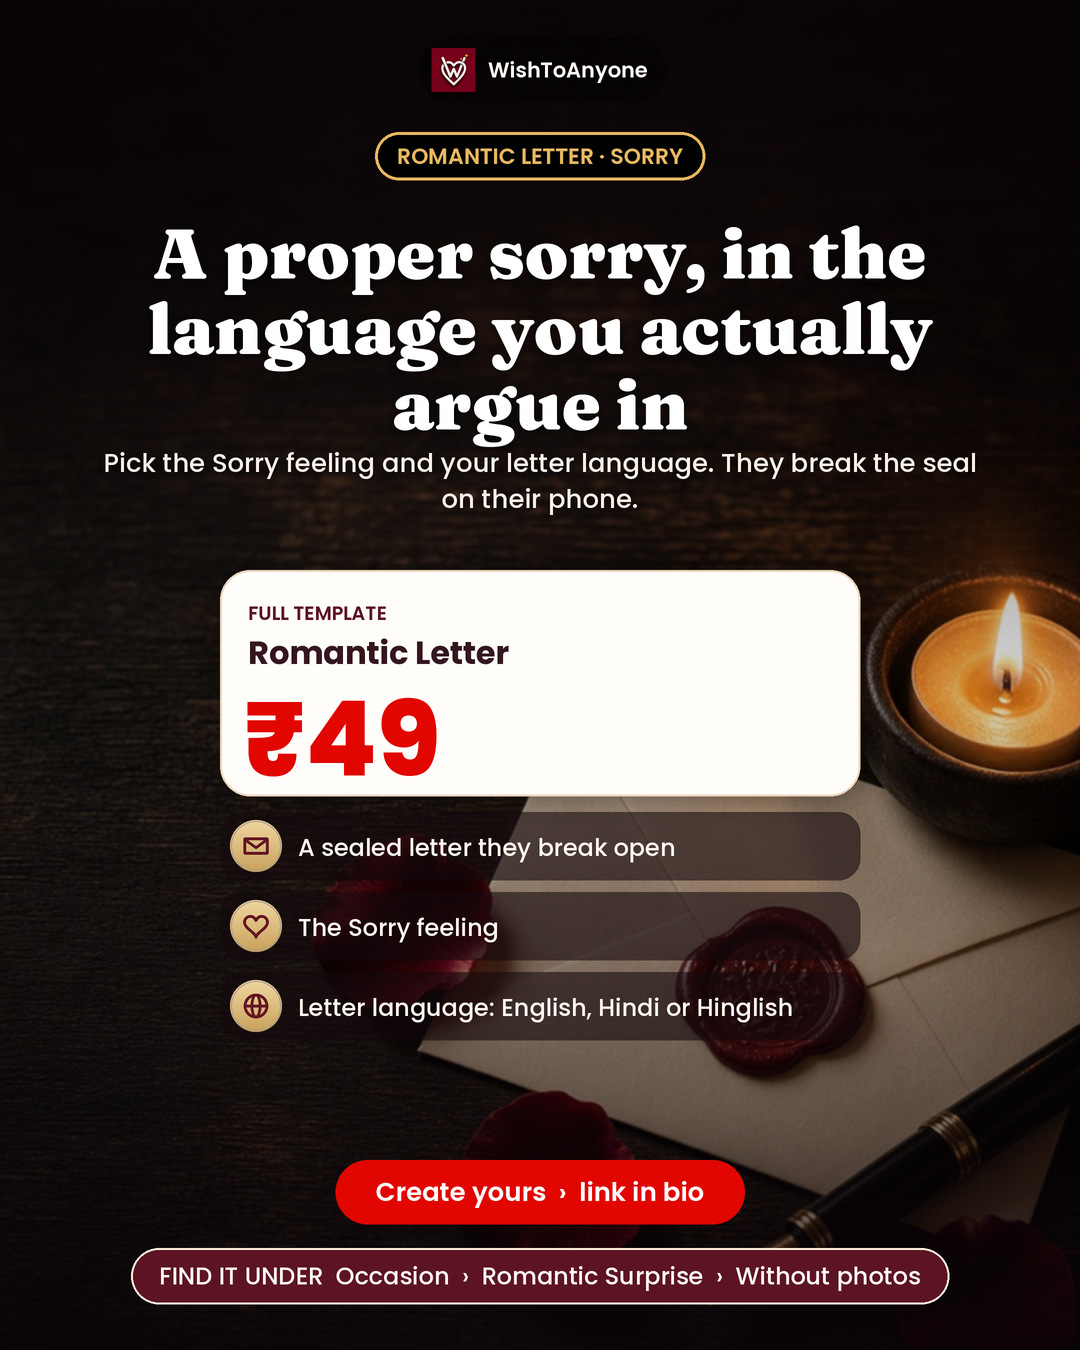 WishToAnyone
ROMANTIC LETTER · SORRY
A proper sorry, in the
language you actually
argue in
Pick the Sorry feeling and your letter language. They break the seal
on their phone.
FULL TEMPLATE
Romantic Letter
₹49
A sealed letter they break open
The Sorry feeling
Letter language: English, Hindi or Hinglish
Create yours › link in bio
FIND IT UNDER Occasion › Romantic Surprise › Without photos